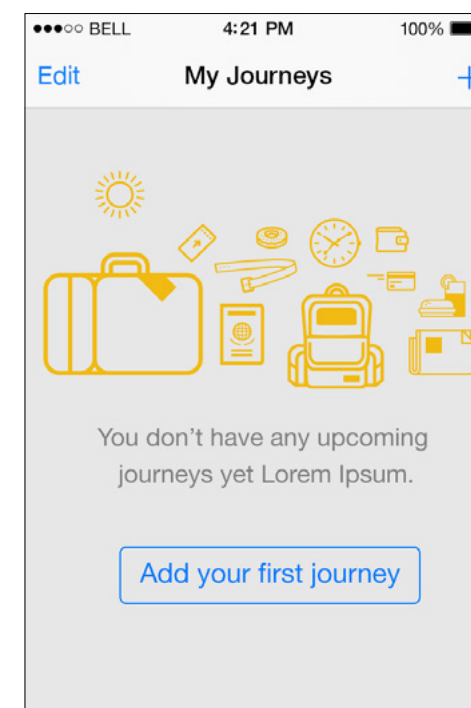 BELL 4:21 PM 100%
Edit My Journeys +
You don’t have any upcoming
journeys yet Lorem Ipsum.
Add your first journey